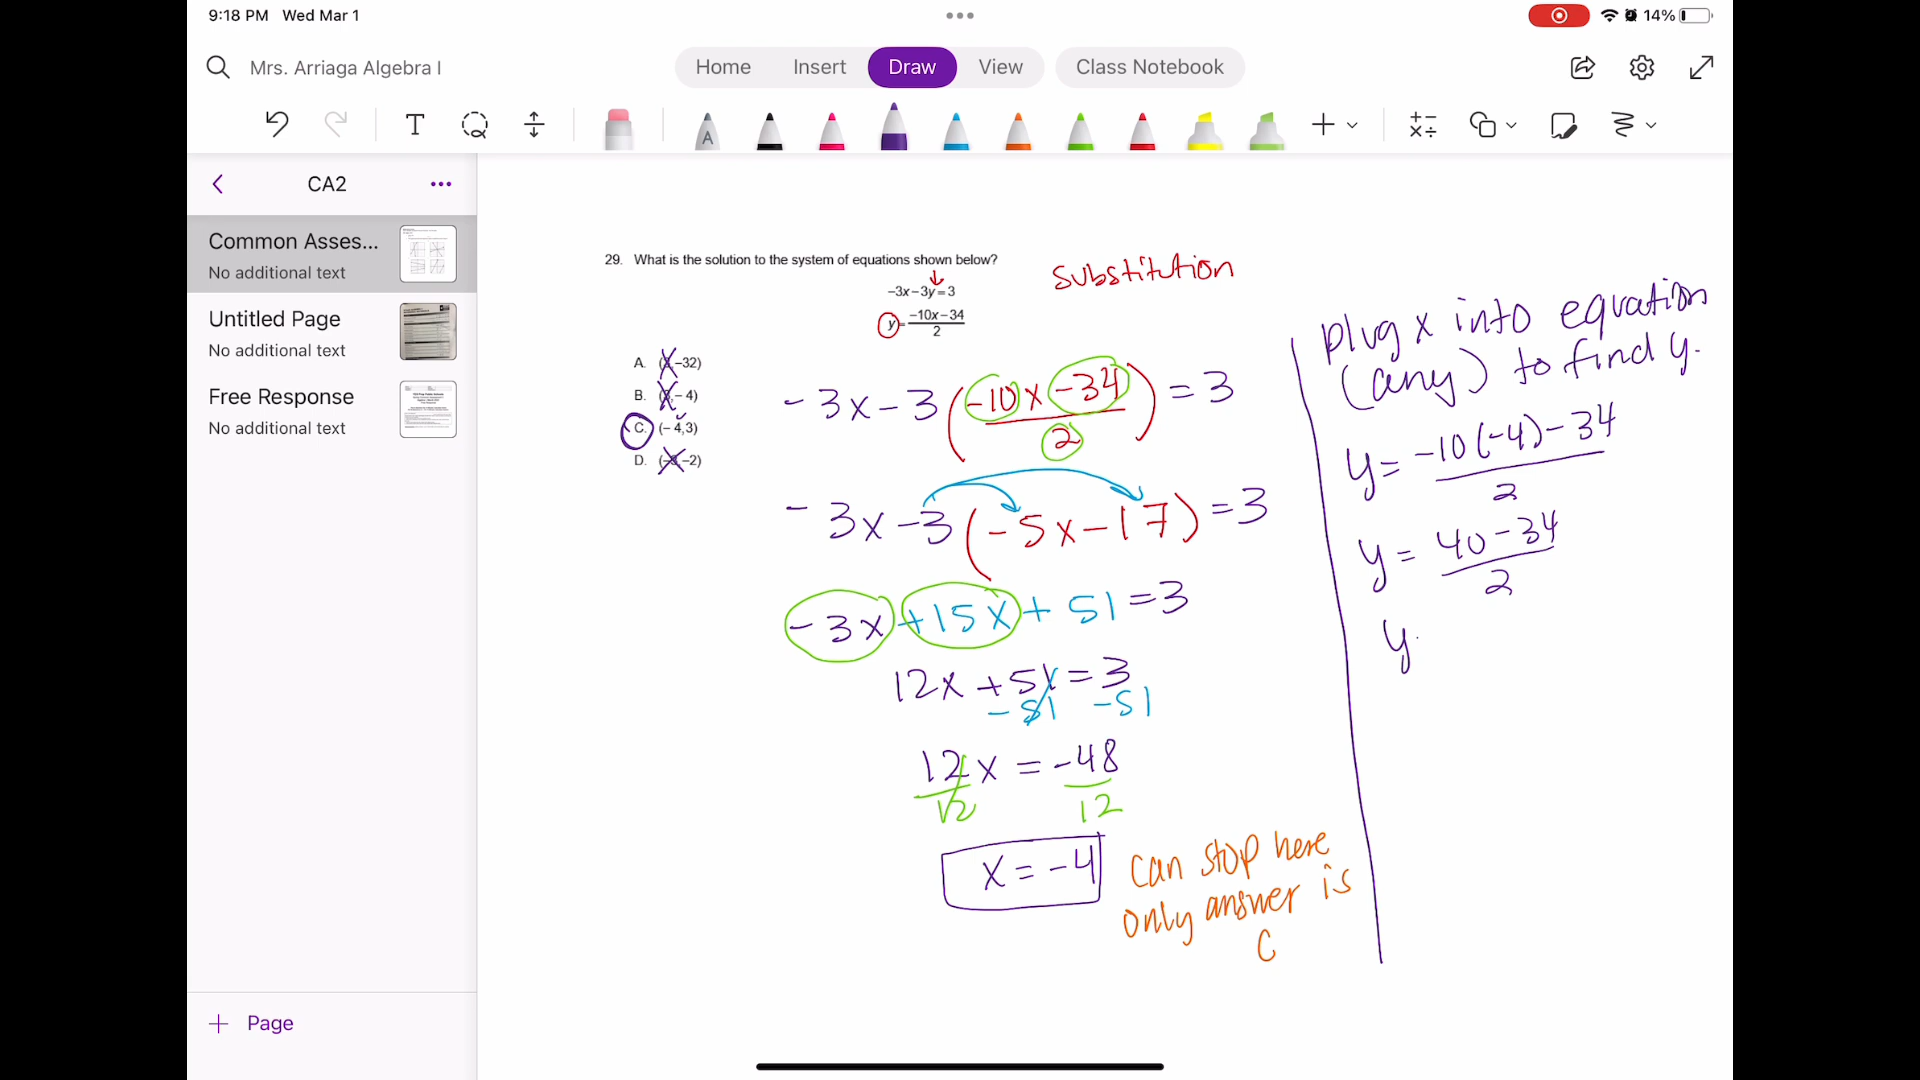 9:18 PM Wed Mar 1
14%
Mrs. Arriaga Algebra I
Home Insert Draw View Class Notebook
CA2
Common Asses...
No additional text
Untitled Page
No additional text
Free Response
No additional text
+ Page
29. What is the solution to the system of equations shown below?
-3x-3y=3
y=
-10x-34
2
A. -32)
B. -4)
C. (-4,3)
D. -2)
substitution
-3x-3(-10x-34
2) =3
-3x-3(-5x-17)=3
-3x+15x+51=3
12x+51=3
-51 -51
12x=-48
12 12
x=-4
can stop here
only answer is
C
plug x into equation
(any) to find y.
y=-10(-4)-34
2
y=40-34
2
y